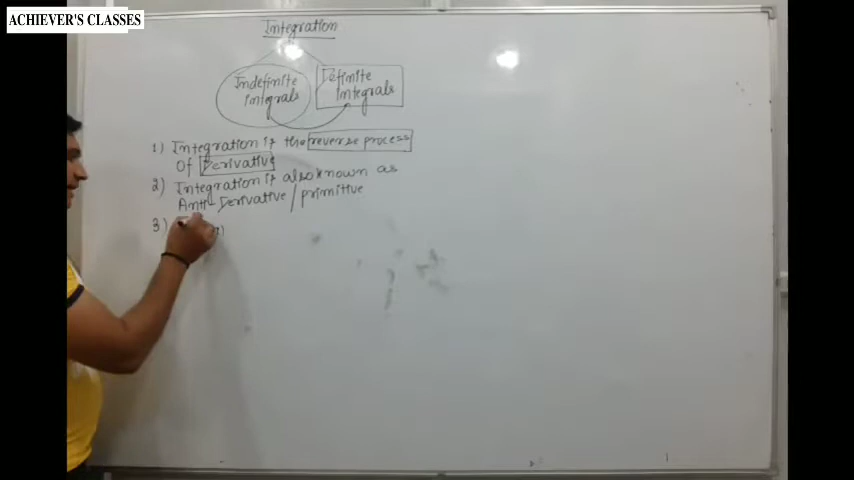 ACHIEVER'S CLASSES
Integration
Indefinite
integrals
Definite
integrals
1) Integration is the reverse process
Of Derivative
2) Integration is also known as
Anti-Derivative / primitive
3)